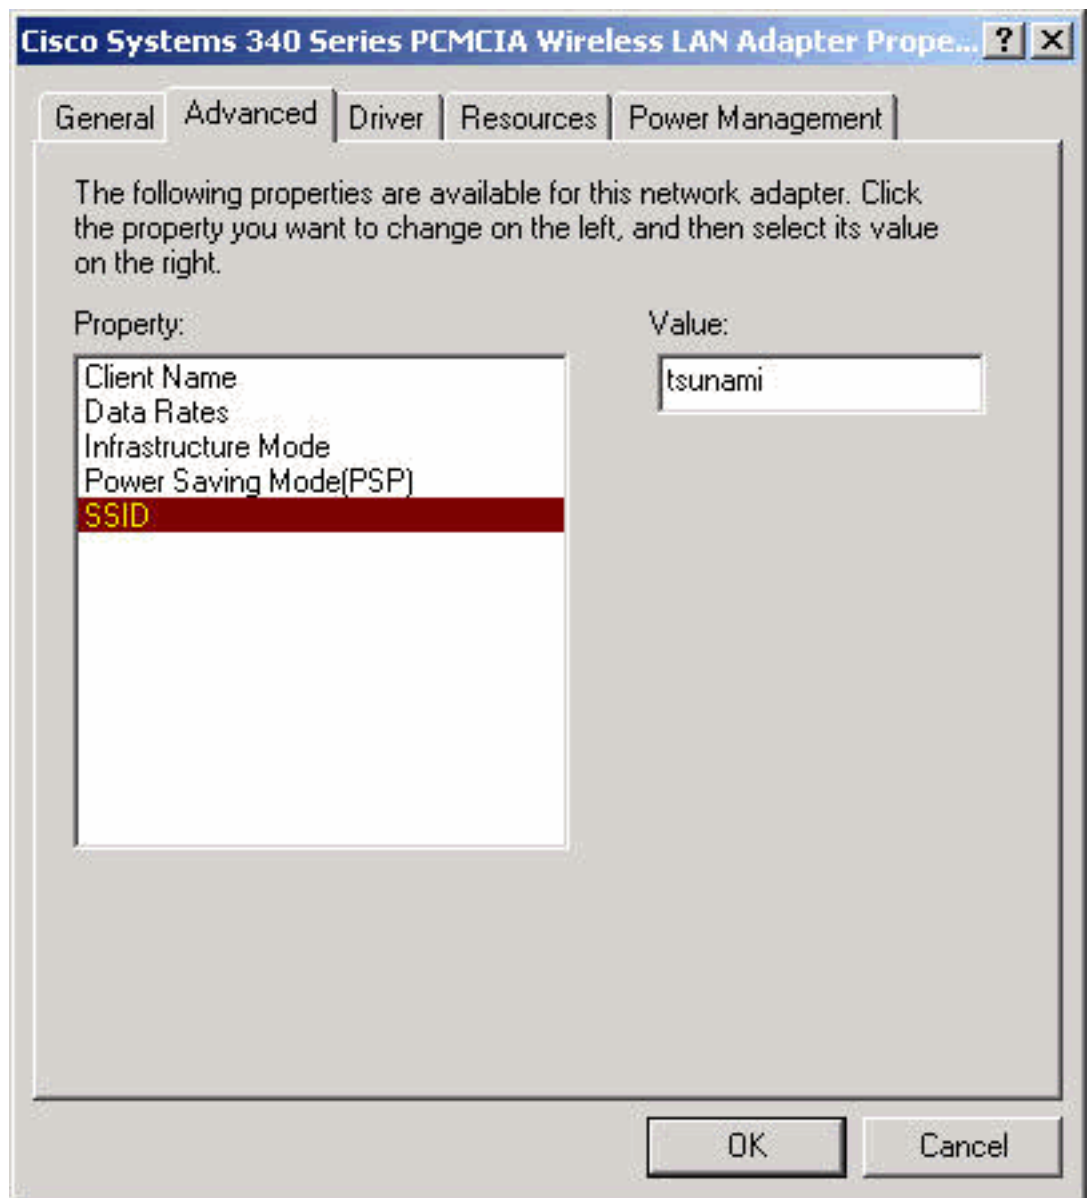 Cisco Systems 340 Series PCMCIA Wireless LAN Adapter Prope... ? X
General Advanced Driver Resources Power Management
The following properties are available for this network adapter. Click
the property you want to change on the left, and then select its value
on the right.
Property:
Client Name
Data Rates
Infrastructure Mode
Power Saving Mode(PSP)
SSID
Value:
tsunami
OK Cancel